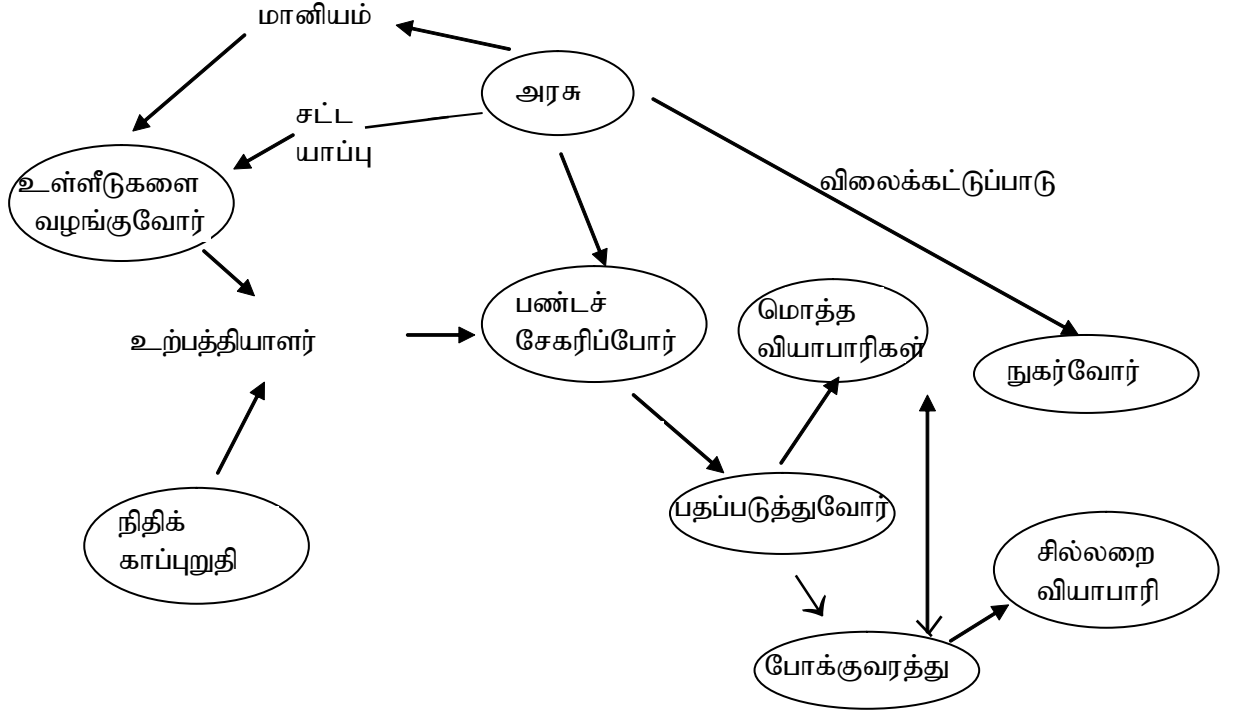 மானியம்
அரசு
சட்ட
யாப்பு
விலைக்கட்டுப்பாடு
உள்ளீடுகளை
வழங்குவோர்
பண்டச்
சேகரிப்போர்
மொத்த
வியாபாரிகள்
உற்பத்தியாளர்
நுகர்வோர்
பதப்படுத்துவோர்
நிதிக்
காப்புறுதி
சில்லறை
வியாபாரி
போக்குவரத்து